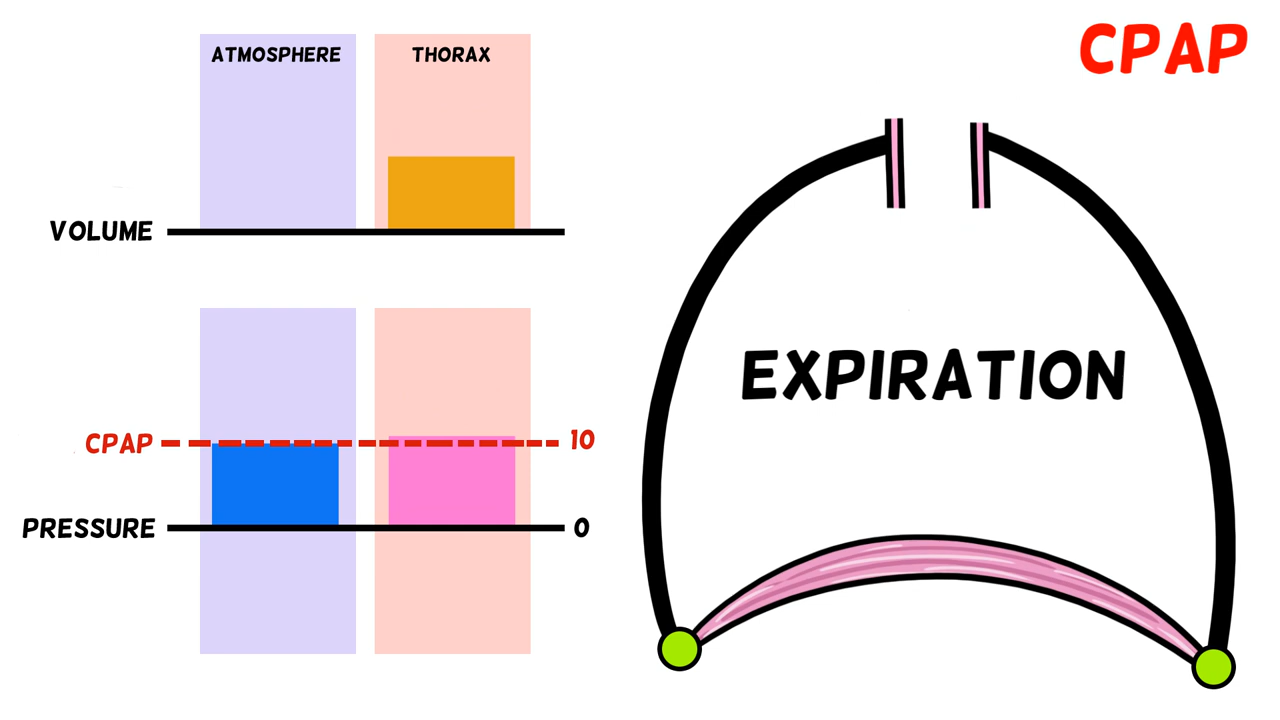 CPAP
ATMOSPHERE
THORAX
VOLUME
EXPIRATION
CPAP
10
PRESSURE
0